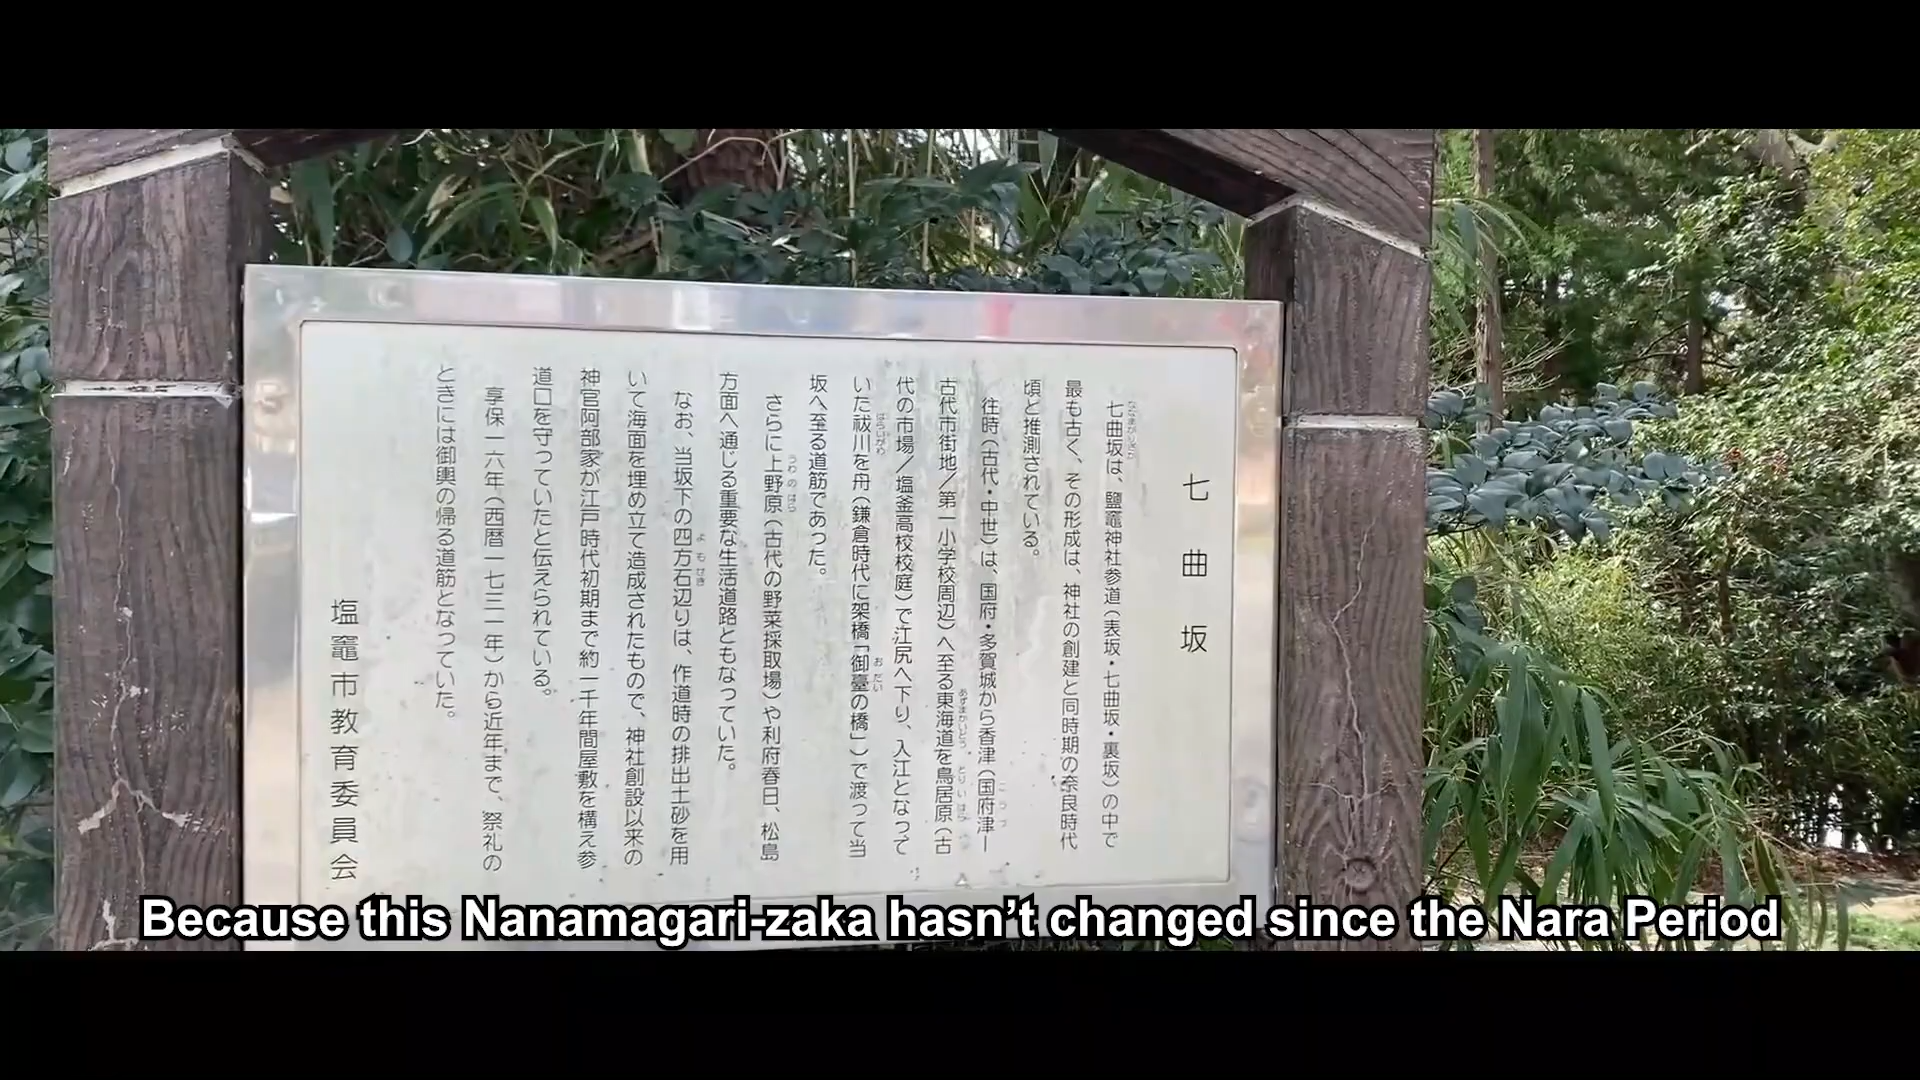 七曲坂
七曲坂は、鹽竈神社参道(表坂・七曲坂・裏坂)の中で
最も古く、その形成は、神社の創建と同時期の奈良時代
頃と推測されている。
往時(古代・中世)は、国府・多賀城から香津(国府津ー
古代市街地/第一小学校周辺)へ至る東海道を鳥居原(古
代の市場/塩釜高校校庭)で江尻へ下り、入江となって
いた祓川を舟(鎌倉時代に架橋「御臺の橋」)で渡って当
坂へ至る道筋であった。
さらに上野原(古代の野菜採取場)や利府春日、松島
方面へ通じる重要な生活道路ともなっていた。
なお、当坂下の四方石辺りは、作道時の排出土砂を用
いて海面を埋め立て造成されたもので、神社創設以来の
神官阿部家が江戸時代初期まで約一千年間屋敷を構え参
道口を守っていたと伝えられている。
享保一六年(西暦一七三一年)から近年まで、祭礼の
ときには御輿の帰る道筋となっていた。
塩竈市教育委員会
Because this Nanamagari-zaka hasn't changed since the Nara Period